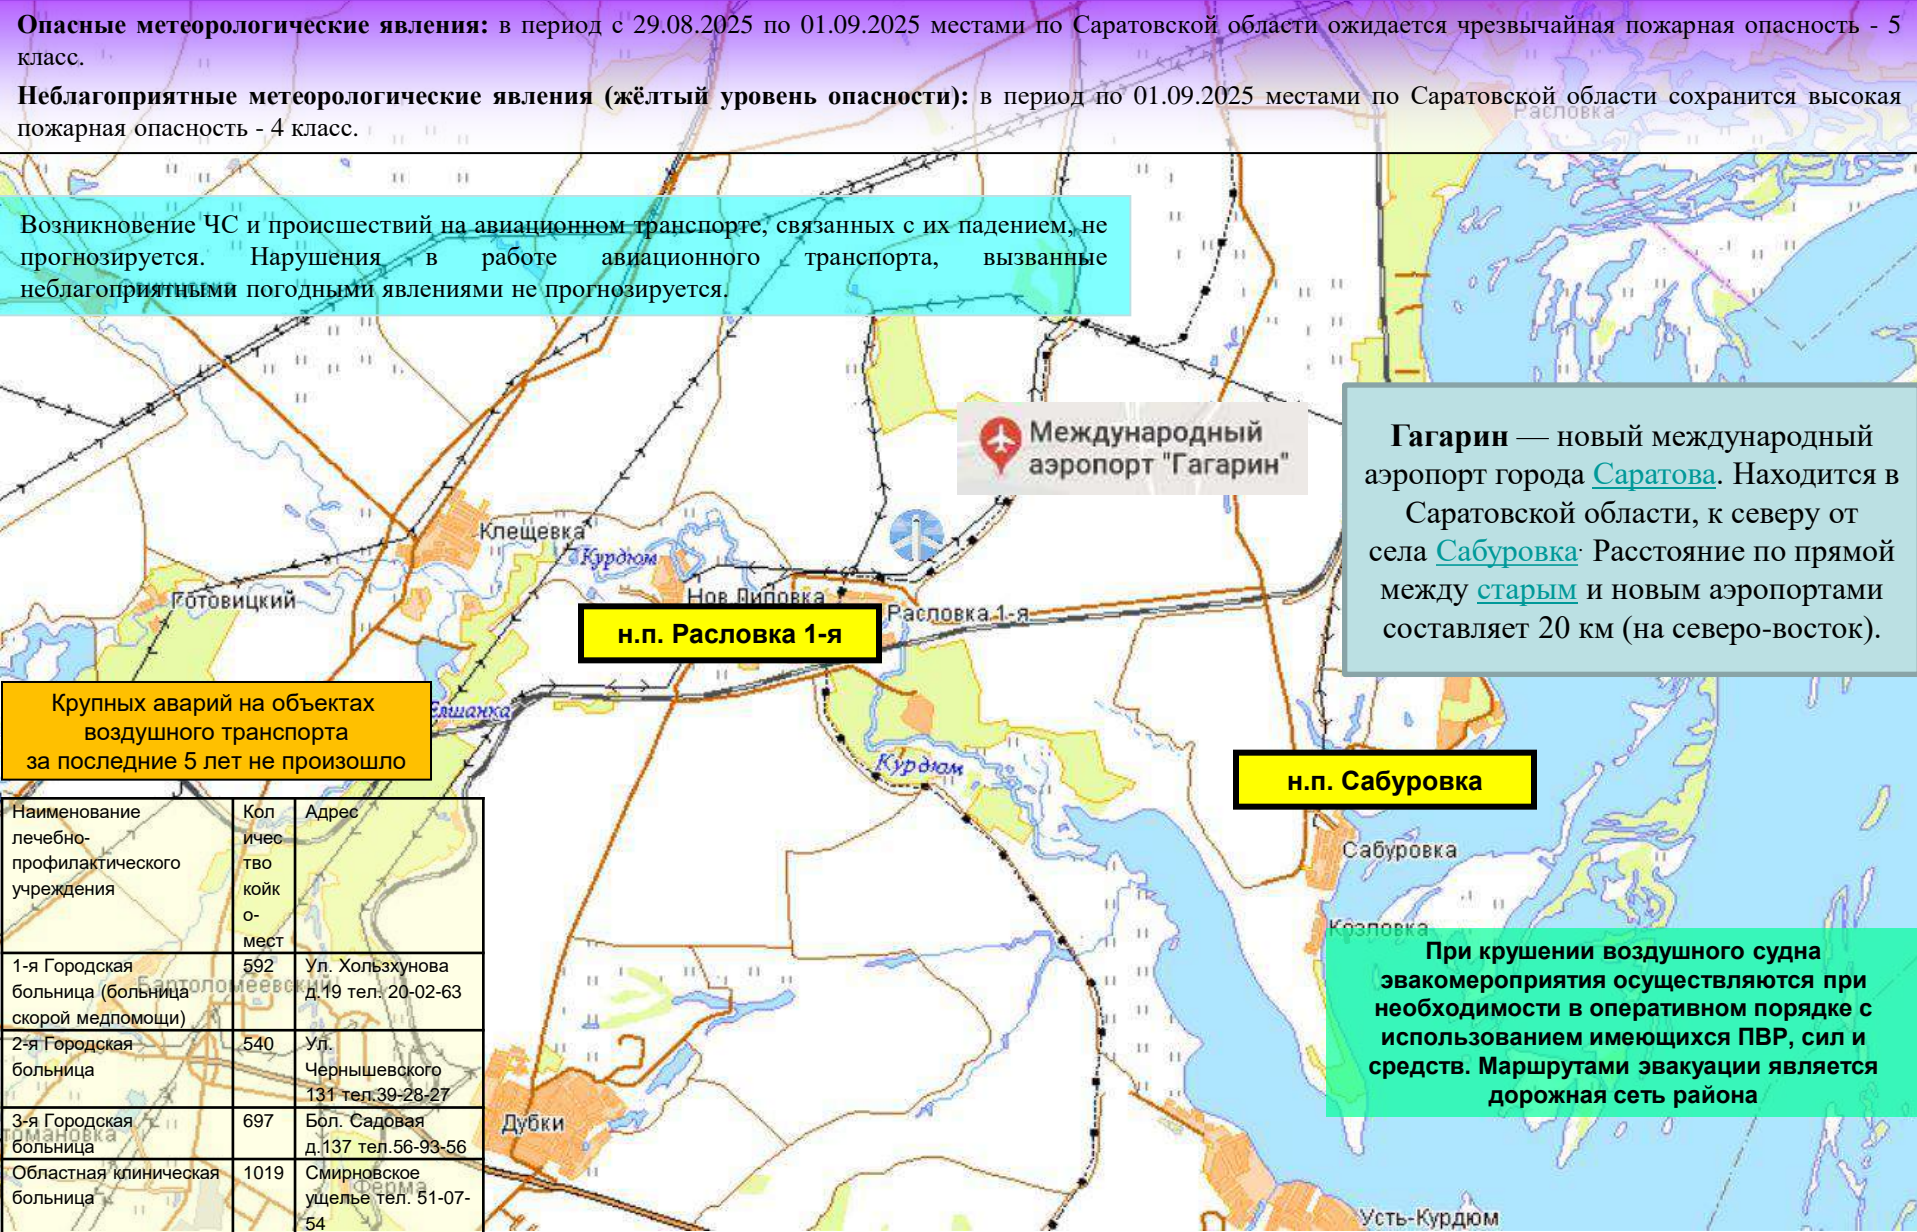 Опасные метеорологические явления: в период с 29.08.2025 по 01.09.2025 местами по Саратовской области ожидается чрезвычайная пожарная опасность - 5
класс.
Неблагоприятные метеорологические явления (жёлтый уровень опасности): в период по 01.09.2025 местами по Саратовской области сохранится высокая
пожарная опасность - 4 класс.
Расловка
Возникновение ЧС и происшествий на авиационном транспорте, связанных с их падением, не
прогнозируется. Нарушения в работе авиационного транспорта, вызванные
неблагоприятными погодными явлениями не прогнозируется.
Международный
аэропорт "Гагарин"
Гагарин — новый международный
аэропорт города Саратова. Находится в
Саратовской области, к северу от
села Сабуровка. Расстояние по прямой
между старым и новым аэропортами
составляет 20 км (на северо-восток).
Клещевка
Курдюм
Готовицкий
Нов Липовка
Расловка 1-я
н.п. Расловка 1-я
Елшанка
Крупных аварий на объектах
воздушного транспорта
за последние 5 лет не произошло
Курдюм
н.п. Сабуровка
Сабуровка
Козловка
Наименование
лечебно-
профилактического
учреждения
Кол
ичес
тво
койк
о-
мест
Адрес
1-я Городская
больница (больница
скорой медпомощи)
592
Ул. Хользхунова
д.19 тел. 20-02-63
Бартоломеевский
2-я Городская
больница
540
Ул.
Чернышевского
131 тел.39-28-27
3-я Городская
больница
697
Бол. Садовая
д.137 тел.56-93-56
Областная клиническая
больница
1019
Смирновское
ущелье тел. 51-07-
54
Ферма
Дубки
При крушении воздушного судна
эвакомероприятия осуществляются при
необходимости в оперативном порядке с
использованием имеющихся ПВР, сил и
средств. Маршрутами эвакуации является
дорожная сеть района
Усть-Курдюм